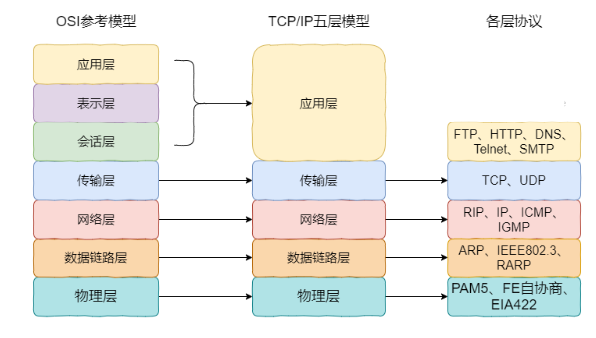 OSI参考模型
TCP/IP五层模型
各层协议
应用层
表示层
会话层
传输层
网络层
数据链路层
物理层
应用层
传输层
网络层
数据链路层
物理层
FTP、HTTP、DNS、
Telnet、SMTP
TCP、UDP
RIP、IP、ICMP、
IGMP
ARP、IEEE802.3、
RARP
PAM5、FE自协商、
EIA422